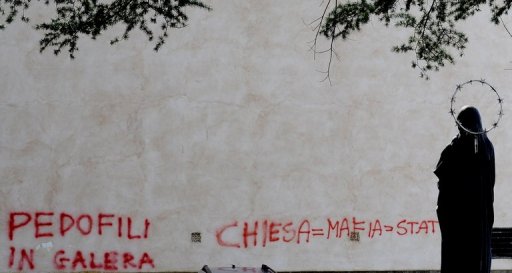 PEDOFILI
IN GALERA
CHIESA=MAFIA=STAT